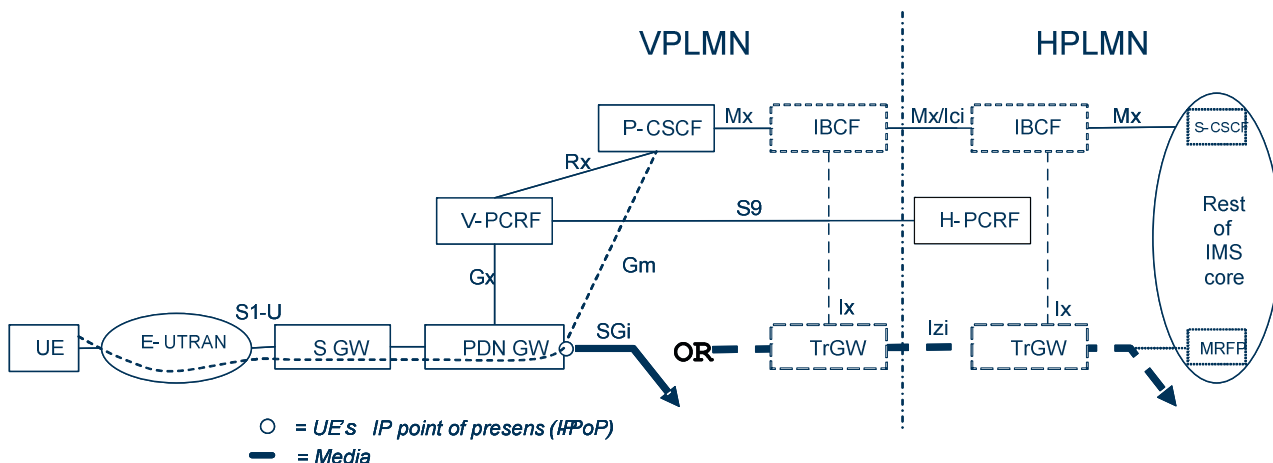 VPLMN
HPLMN
P-CSCF
Mx
IBCF
Mx/Ici
IBCF
Mx
S-CSCF
Rx
V-PCRF
S9
H-PCRF
Rest
of
IMS
core
Gx
Gm
S1-U
Ix
Ix
UE
E-UTRAN
S GW
PDN GW
SGi
OR
TrGW
Izi
TrGW
MRFP
= UE's IP point of presens (IP PoP)
= Media